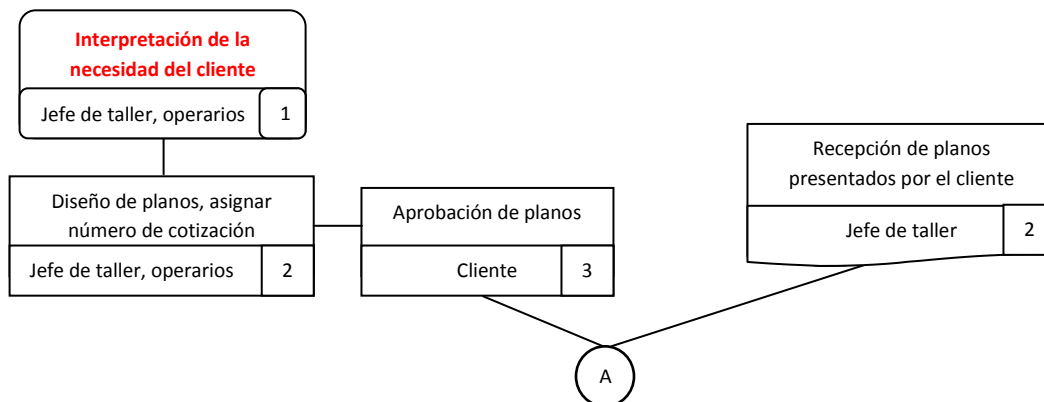 Interpretación de la
necesidad del cliente
Jefe de taller, operarios
1
Diseño de planos, asignar
número de cotización
Jefe de taller, operarios
2
Aprobación de planos
Cliente
3
Recepción de planos
presentados por el cliente
Jefe de taller
2
A